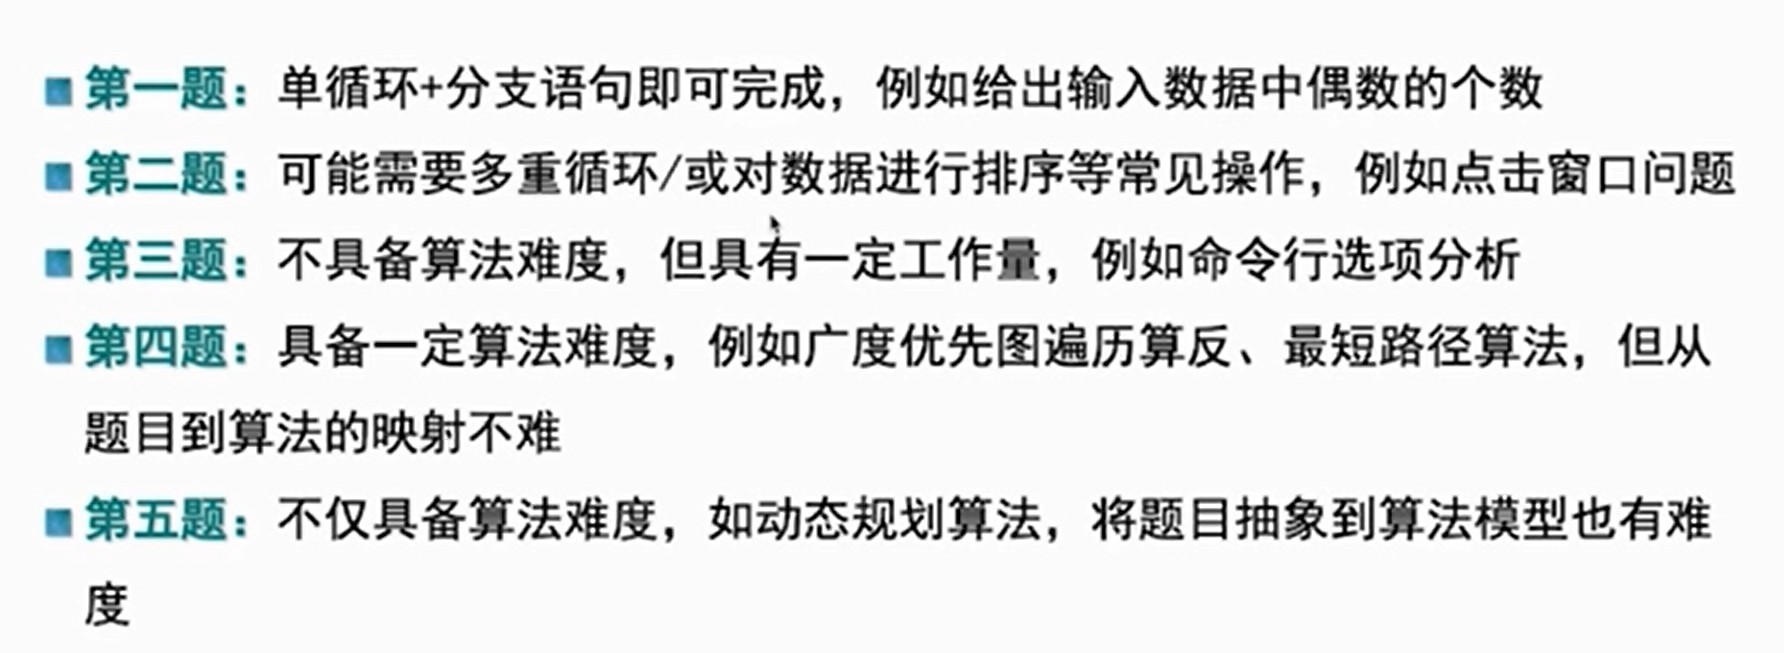 第一题：单循环+分支语句即可完成，例如给出输入数据中偶数的个数
第二题：可能需要多重循环/或对数据进行排序等常见操作，例如点击窗口问题
第三题：不具备算法难度，但具有一定工作量，例如命令行选项分析
第四题：具备一定算法难度，例如广度优先图遍历算反、最短路径算法，但从
题目到算法的映射不难
第五题：不仅具备算法难度，如动态规划算法，将题目抽象到算法模型也有难
度